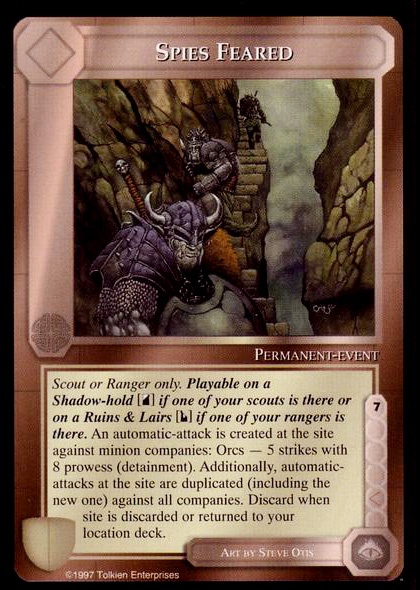 SPIES FEARED
PERMANENT-EVENT
Scout or Ranger only. Playable on a
Shadow-hold [] if one of your scouts is there or
on a Ruins & Lairs [] if one of your rangers is
there. An automatic-attack is created at the site
against minion companies: Orcs — 5 strikes with
8 prowess (detainment). Additionally, automatic-
attacks at the site are duplicated (including the
new one) against all companies. Discard when
site is discarded or returned to your
location deck.
7
ART BY STEVE OTIS
©1997 Tolkien Enterprises